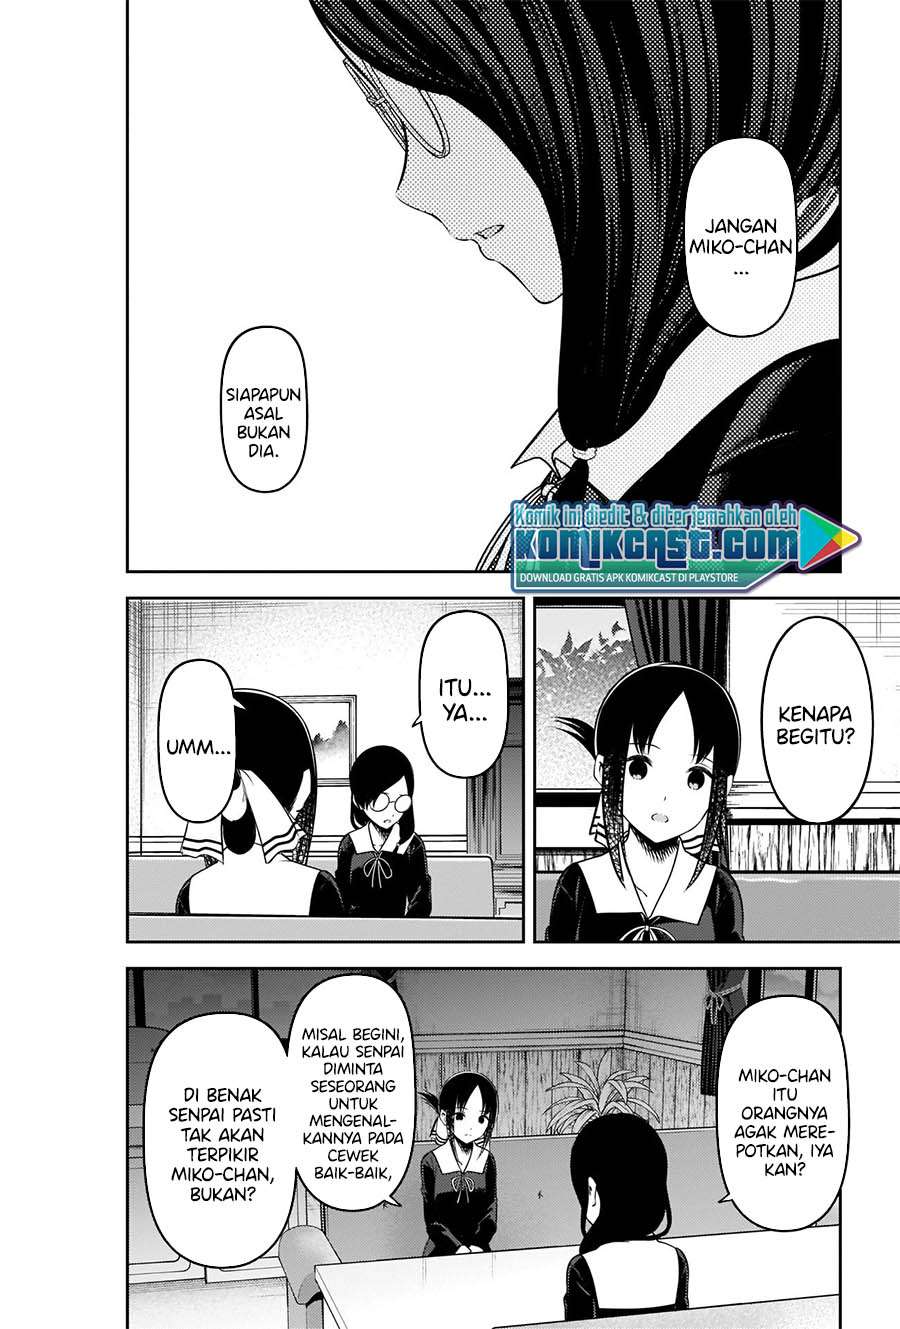 JANGAN
MIKO-CHAN
...
SIAPAPUN
ASAL
BUKAN
DIA.
Komik ini diedit & diterjemahkan oleh
KOMIKCAST.COM
DOWNLOAD GRATIS APK KOMIKCAST DI PLAYSTORE
KENAPA
BEGITU?
ITU...
YA...
UMM...
MIKO-CHAN
ITU
ORANGNYA
AGAK MERE-
POTKAN, IYA
KAN?
MISAL BEGINI,
KALAU SENPAI
DIMINTA
SESEORANG
UNTUK
MENGENAL-
KANNYA PADA
CEWEK
BAIK-BAIK,
DI BENAK
SENPAI PASTI
TAK AKAN
TERPIKIR
MIKO-CHAN,
BUKAN?